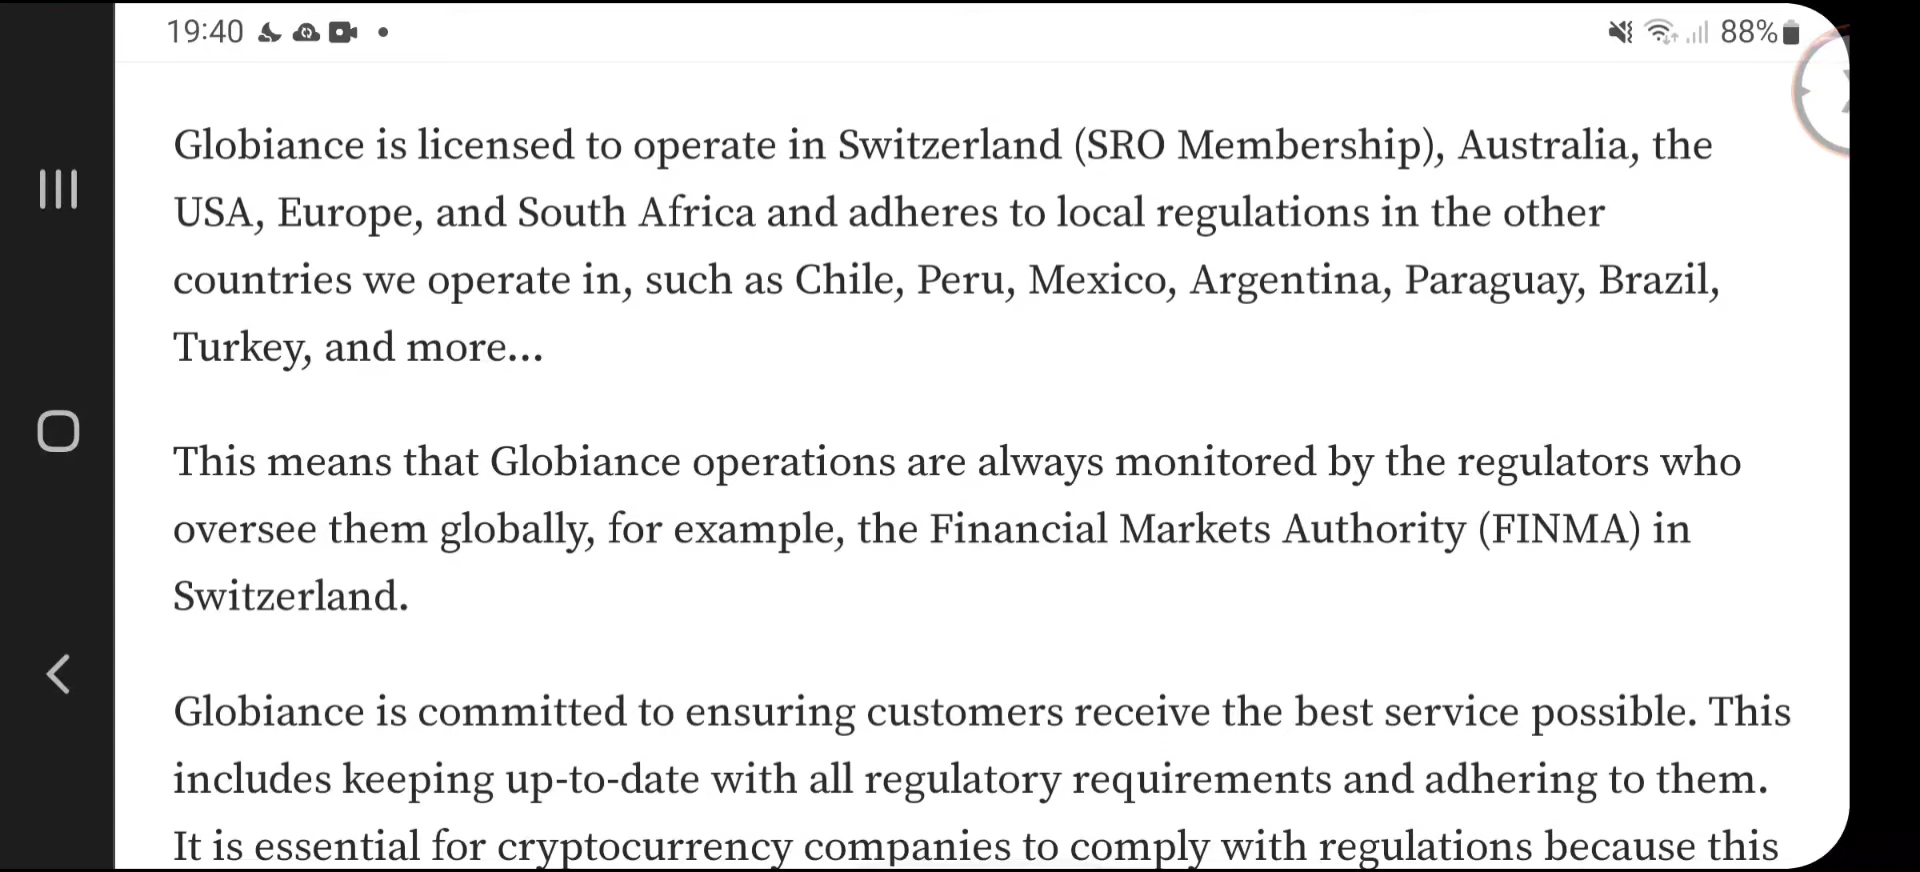 19:40
88%
Globiance is licensed to operate in Switzerland (SRO Membership), Australia, the
USA, Europe, and South Africa and adheres to local regulations in the other
countries we operate in, such as Chile, Peru, Mexico, Argentina, Paraguay, Brazil,
Turkey, and more...
This means that Globiance operations are always monitored by the regulators who
oversee them globally, for example, the Financial Markets Authority (FINMA) in
Switzerland.
Globiance is committed to ensuring customers receive the best service possible. This
includes keeping up-to-date with all regulatory requirements and adhering to them.
It is essential for cryptocurrency companies to comply with regulations because this